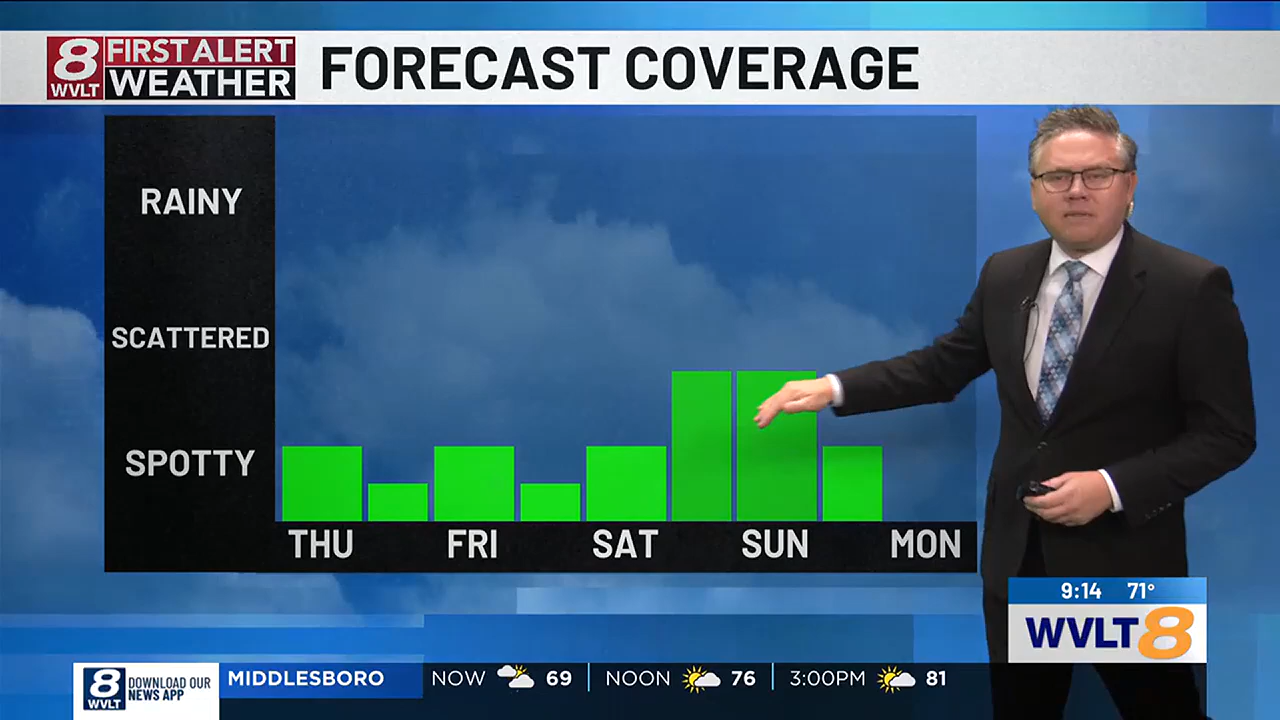 8 WVLT FIRST ALERT WEATHER FORECAST COVERAGE
RAINY
SCATTERED
SPOTTY
THU FRI SAT SUN MON
9:14 71°
WVLT8
8 WVLT DOWNLOAD OUR NEWS APP
MIDDLESBORO NOW 69 NOON 76 3:00PM 81